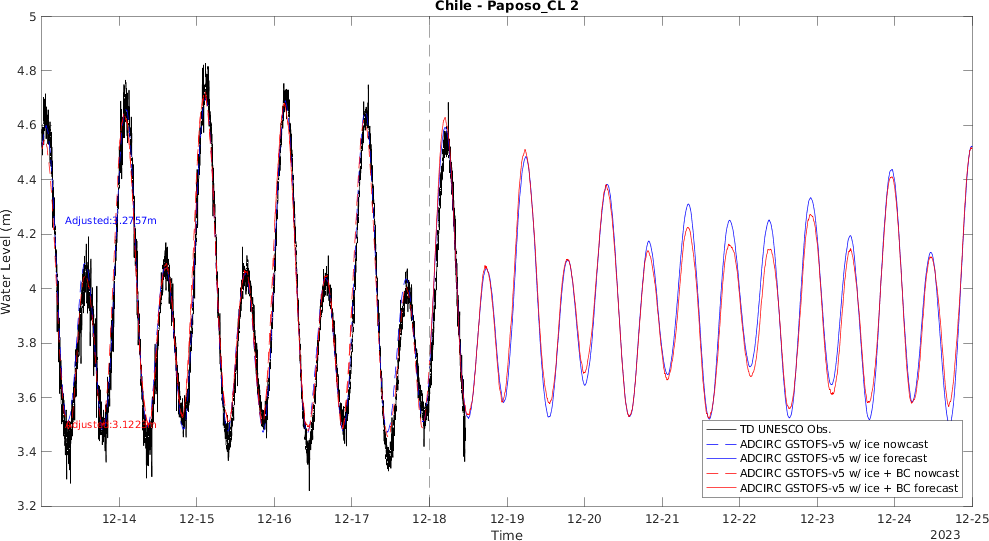 Chile - Paposo_CL 2
Water Level (m)
5
4.8
4.6
4.4
4.2
4
3.8
3.6
3.4
3.2
Adjusted:3.2757m
TD UNESCO Obs.
ADCIRC GSTOFS-v5 w/ ice nowcast
ADCIRC GSTOFS-v5 w/ ice forecast
ADCIRC GSTOFS-v5 w/ ice + BC nowcast
ADCIRC GSTOFS-v5 w/ ice + BC forecast
12-14
12-15
12-16
12-17
12-18
12-19
12-20
12-21
12-22
12-23
12-24
12-25
Time
2023